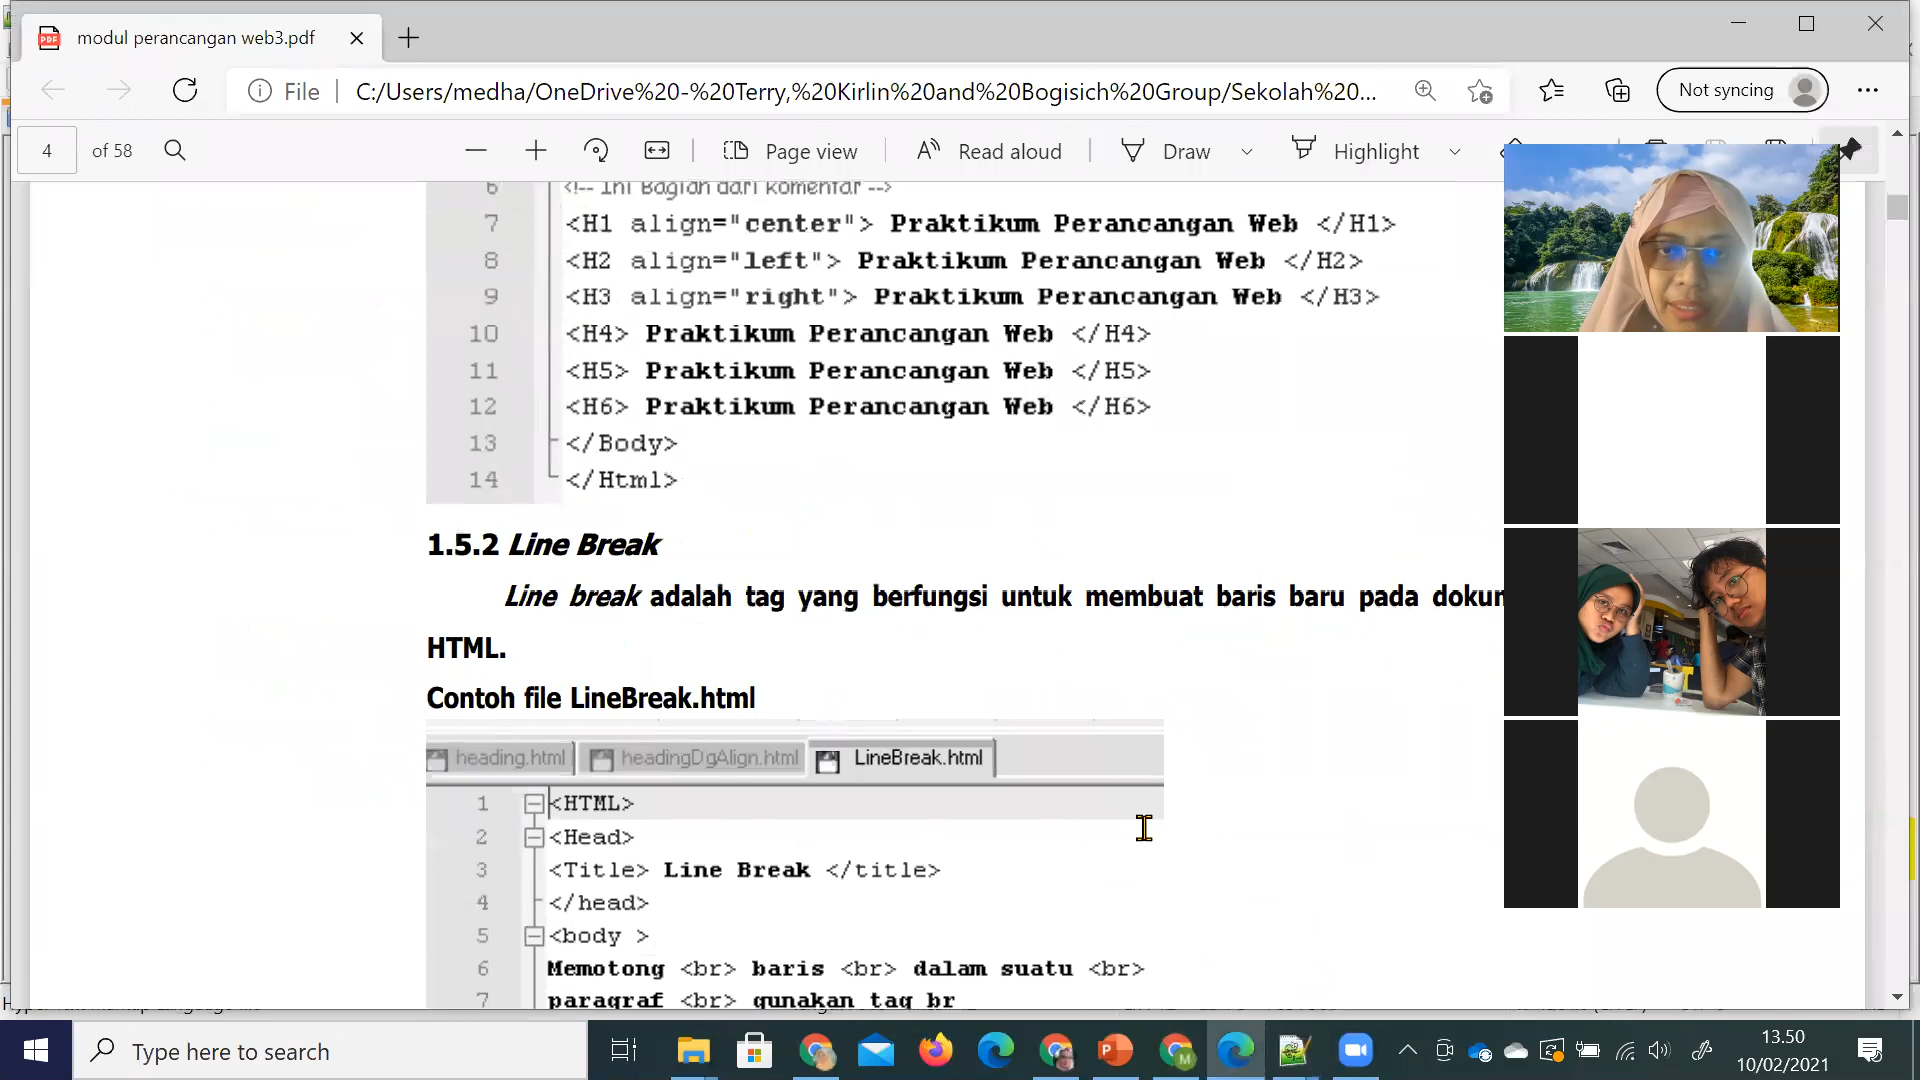 modul perancangan web3.pdf
File
C:/Users/medha/OneDrive%20-%20Terry,%20Kirlin%20and%20Bogisich%20Group/Sekolah%20...
Not syncing
4 of 58
Page view
Read aloud
Draw
Highlight
6 <!-- Ini Bagian dari komentar -->
7 <H1 align="center"> Praktikum Perancangan Web </H1>
8 <H2 align="left"> Praktikum Perancangan Web </H2>
9 <H3 align="right"> Praktikum Perancangan Web </H3>
10 <H4> Praktikum Perancangan Web </H4>
11 <H5> Praktikum Perancangan Web </H5>
12 <H6> Praktikum Perancangan Web </H6>
13 </Body>
14 </Html>
1.5.2 Line Break
Line break adalah tag yang berfungsi untuk membuat baris baru pada
HTML.
Contoh file LineBreak.html
heading.html headingDgAlign.html LineBreak.html
1 <HTML>
2 <Head>
3 <Title> Line Break </title>
4 </head>
5 <body >
6 Memotong <br> baris <br> dalam suatu <br>
7 paragraf <br> gunakan tag br
Type here to search
13.50
10/02/2021